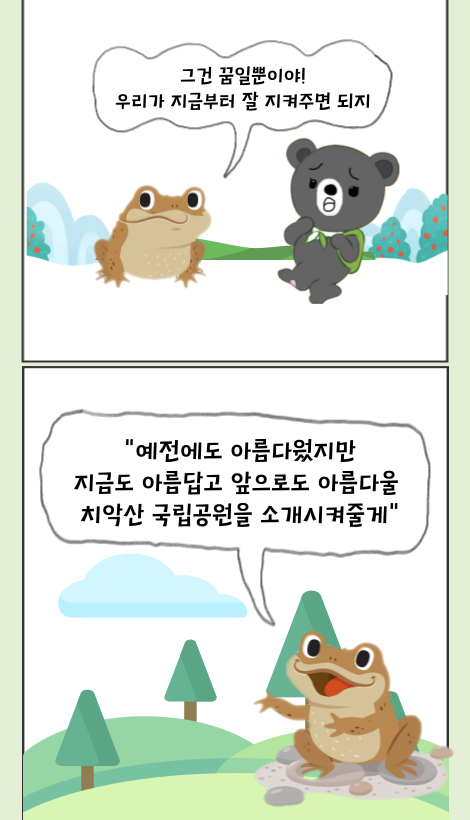 그건 꿈일뿐이야!
우리가 지금부터 잘 지켜주면 되지
"예전에도 아름다웠지만
지금도 아름답고 앞으로도 아름다울
치악산 국립공원을 소개시켜줄게"